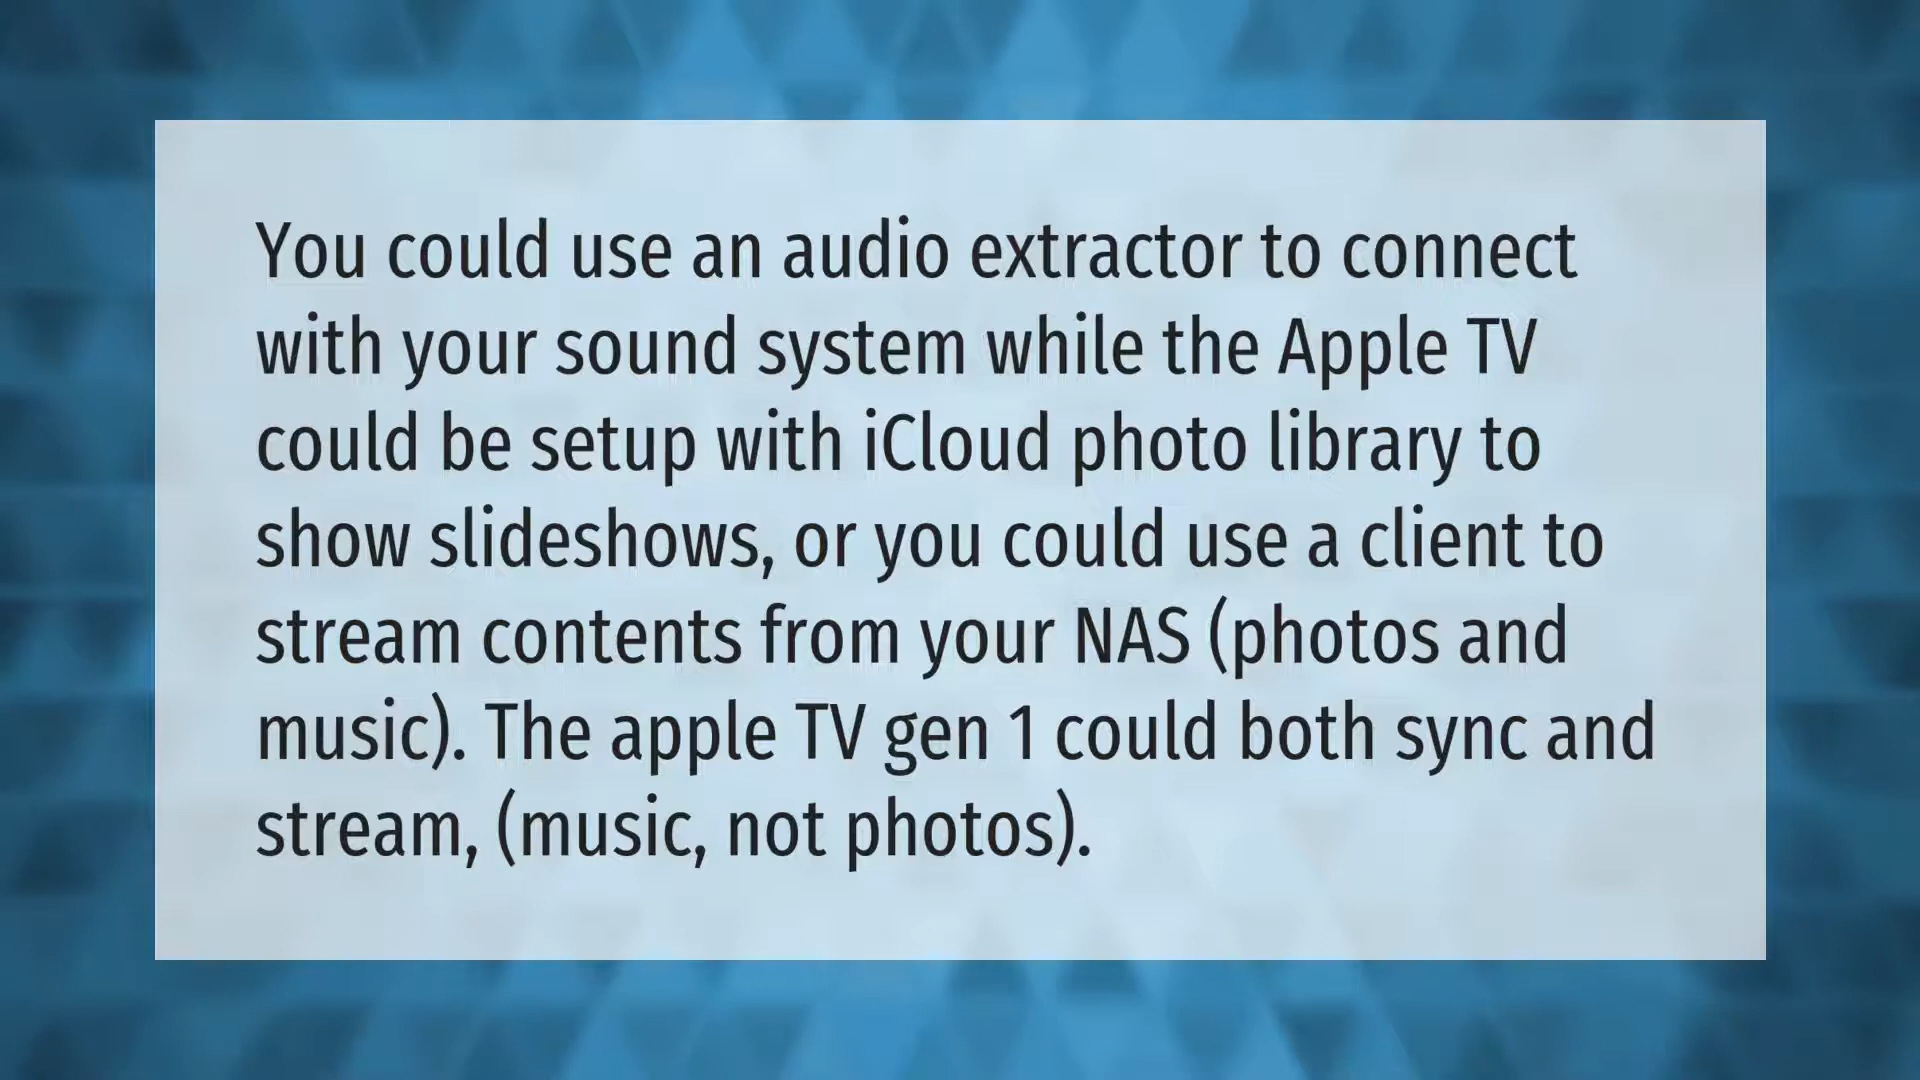 You could use an audio extractor to connect
with your sound system while the Apple TV
could be setup with iCloud photo library to
show slideshows, or you could use a client to
stream contents from your NAS (photos and
music). The apple TV gen 1 could both sync and
stream, (music, not photos).